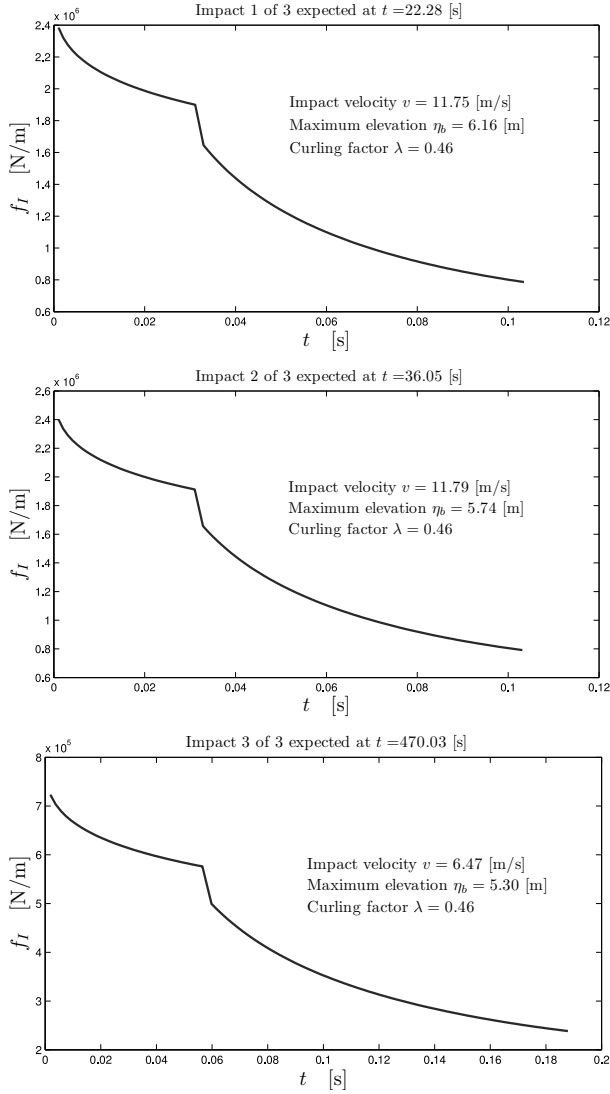 Impact 1 of 3 expected at t =22.28 [s]
x 10⁶
2.4
2.2
2
1.8
1.6
1.4
1.2
1
0.8
0.6
f_I [N/m]
Impact velocity v = 11.75 [m/s]
Maximum elevation η_b = 6.16 [m]
Curling factor λ = 0.46
0 0.02 0.04 0.06 0.08 0.1 0.12
t [s]
Impact 2 of 3 expected at t =36.05 [s]
x 10⁶
2.6
2.4
2.2
2
1.8
1.6
1.4
1.2
1
0.8
0.6
f_I [N/m]
Impact velocity v = 11.79 [m/s]
Maximum elevation η_b = 5.74 [m]
Curling factor λ = 0.46
0 0.02 0.04 0.06 0.08 0.1 0.12
t [s]
Impact 3 of 3 expected at t =470.03 [s]
x 10⁵
8
7
6
5
4
3
2
f_I [N/m]
Impact velocity v = 6.47 [m/s]
Maximum elevation η_b = 5.30 [m]
Curling factor λ = 0.46
0 0.02 0.04 0.06 0.08 0.1 0.12 0.14 0.16 0.18 0.2
t [s]